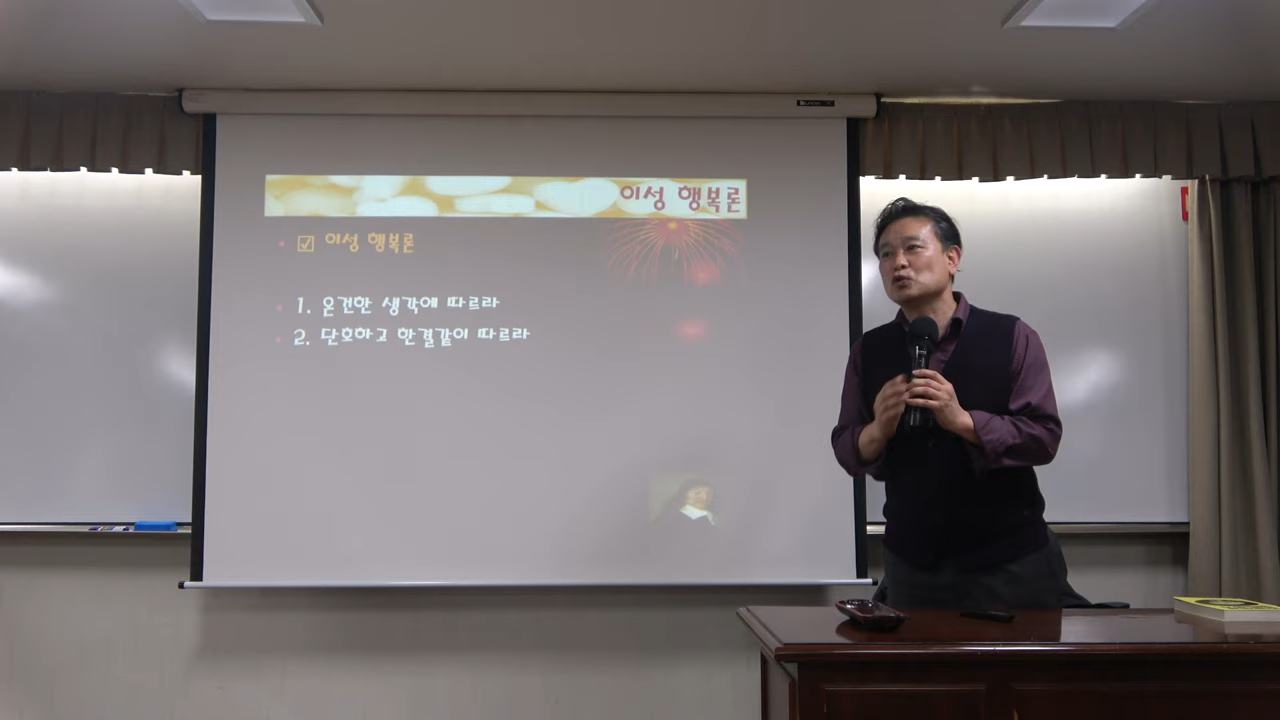 이성 행복론
☑ 이성 행복론
1. 온건한 생각에 따르라
2. 단호하고 한결같이 따르라